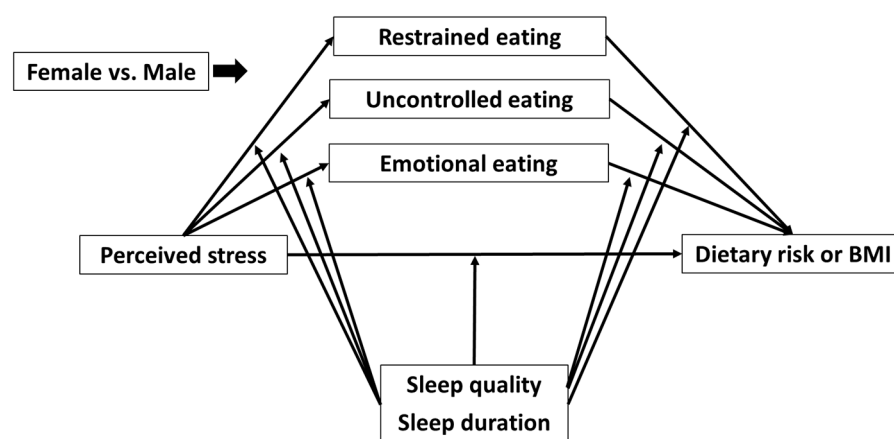 Restrained eating
Female vs. Male
Uncontrolled eating
Emotional eating
Perceived stress
Dietary risk or BMI
Sleep quality
Sleep duration